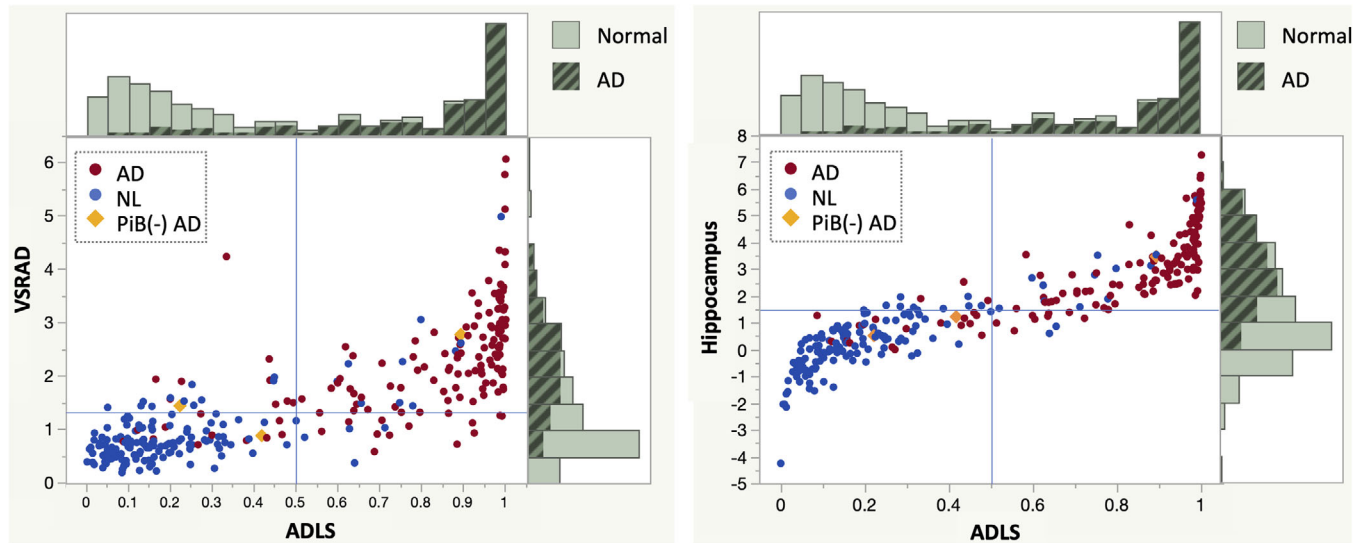 Normal
AD
6
5
4
3
2
1
0
VSRAD
AD
NL
PiB(-) AD
0 0.1 0.2 0.3 0.4 0.5 0.6 0.7 0.8 0.9 1
ADLS
Normal
AD
8
7
6
5
4
3
2
1
0
-1
-2
-3
-4
-5
Hippocampus
AD
NL
PiB(-) AD
0 0.2 0.4 0.6 0.8 1
ADLS